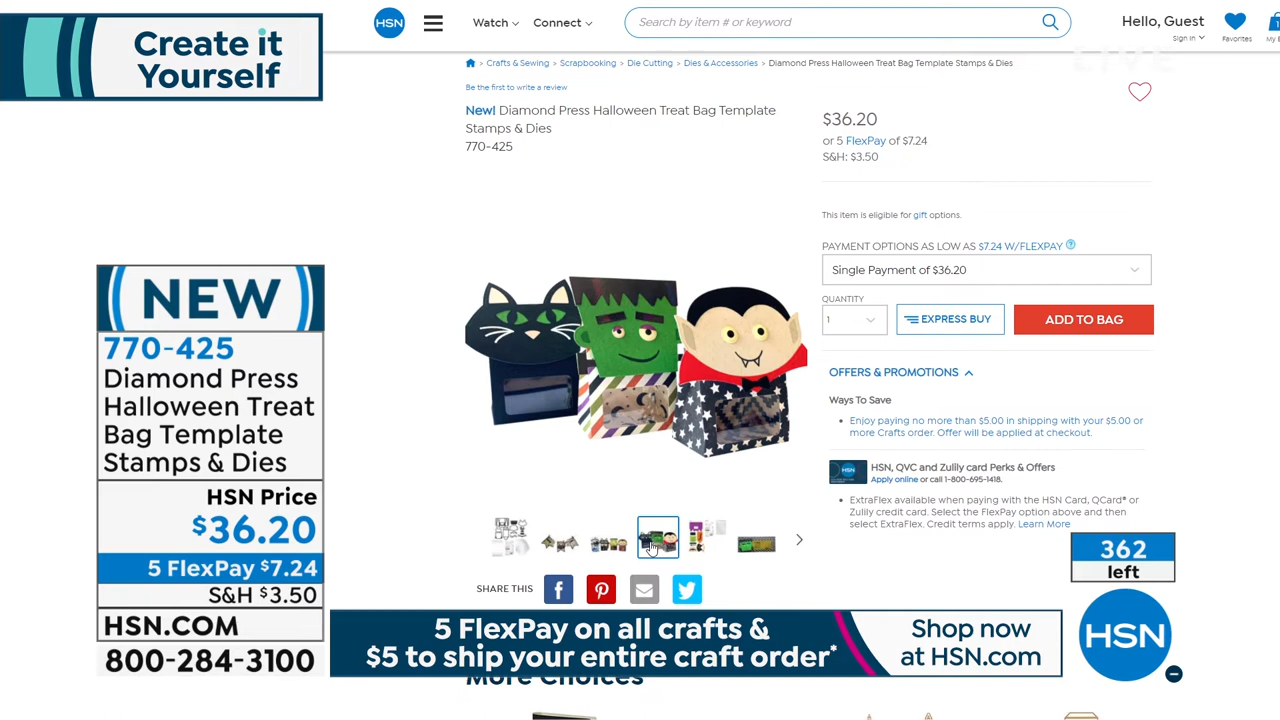 Create it
Yourself
HSN
Watch
Connect
Search by item # or keyword
Hello, Guest
Sign In
Favorites
LIVE
Crafts & Sewing > Scrapbooking > Die Cutting > Dies & Accessories > Diamond Press Halloween Treat Bag Template Stamps & Dies
Be the first to write a review
New! Diamond Press Halloween Treat Bag Template
Stamps & Dies
770-425
$36.20
or 5 FlexPay of $7.24
S&H: $3.50
This item is eligible for gift options.
PAYMENT OPTIONS AS LOW AS $7.24 W/FLEXPAY ?
Single Payment of $36.20
QUANTITY
1
EXPRESS BUY
ADD TO BAG
OFFERS & PROMOTIONS
Ways To Save
• Enjoy paying no more than $5.00 in shipping with your $5.00 or
more Crafts order. Offer will be applied at checkout.
HSN
HSN, QVC and Zulily card Perks & Offers
Apply online or call 1-800-695-1418.
• ExtraFlex available when paying with the HSN Card, QCard® or
Zulily credit card. Select the FlexPay option above and then
select ExtraFlex. Credit terms apply. Learn More
SHARE THIS
NEW
770-425
Diamond Press
Halloween Treat
Bag Template
Stamps & Dies
HSN Price
$36.20
5 FlexPay $7.24
S&H $3.50
HSN.COM
800-284-3100
362
left
5 FlexPay on all crafts &
$5 to ship your entire craft order*
Shop now
at HSN.com
HSN
More Choices